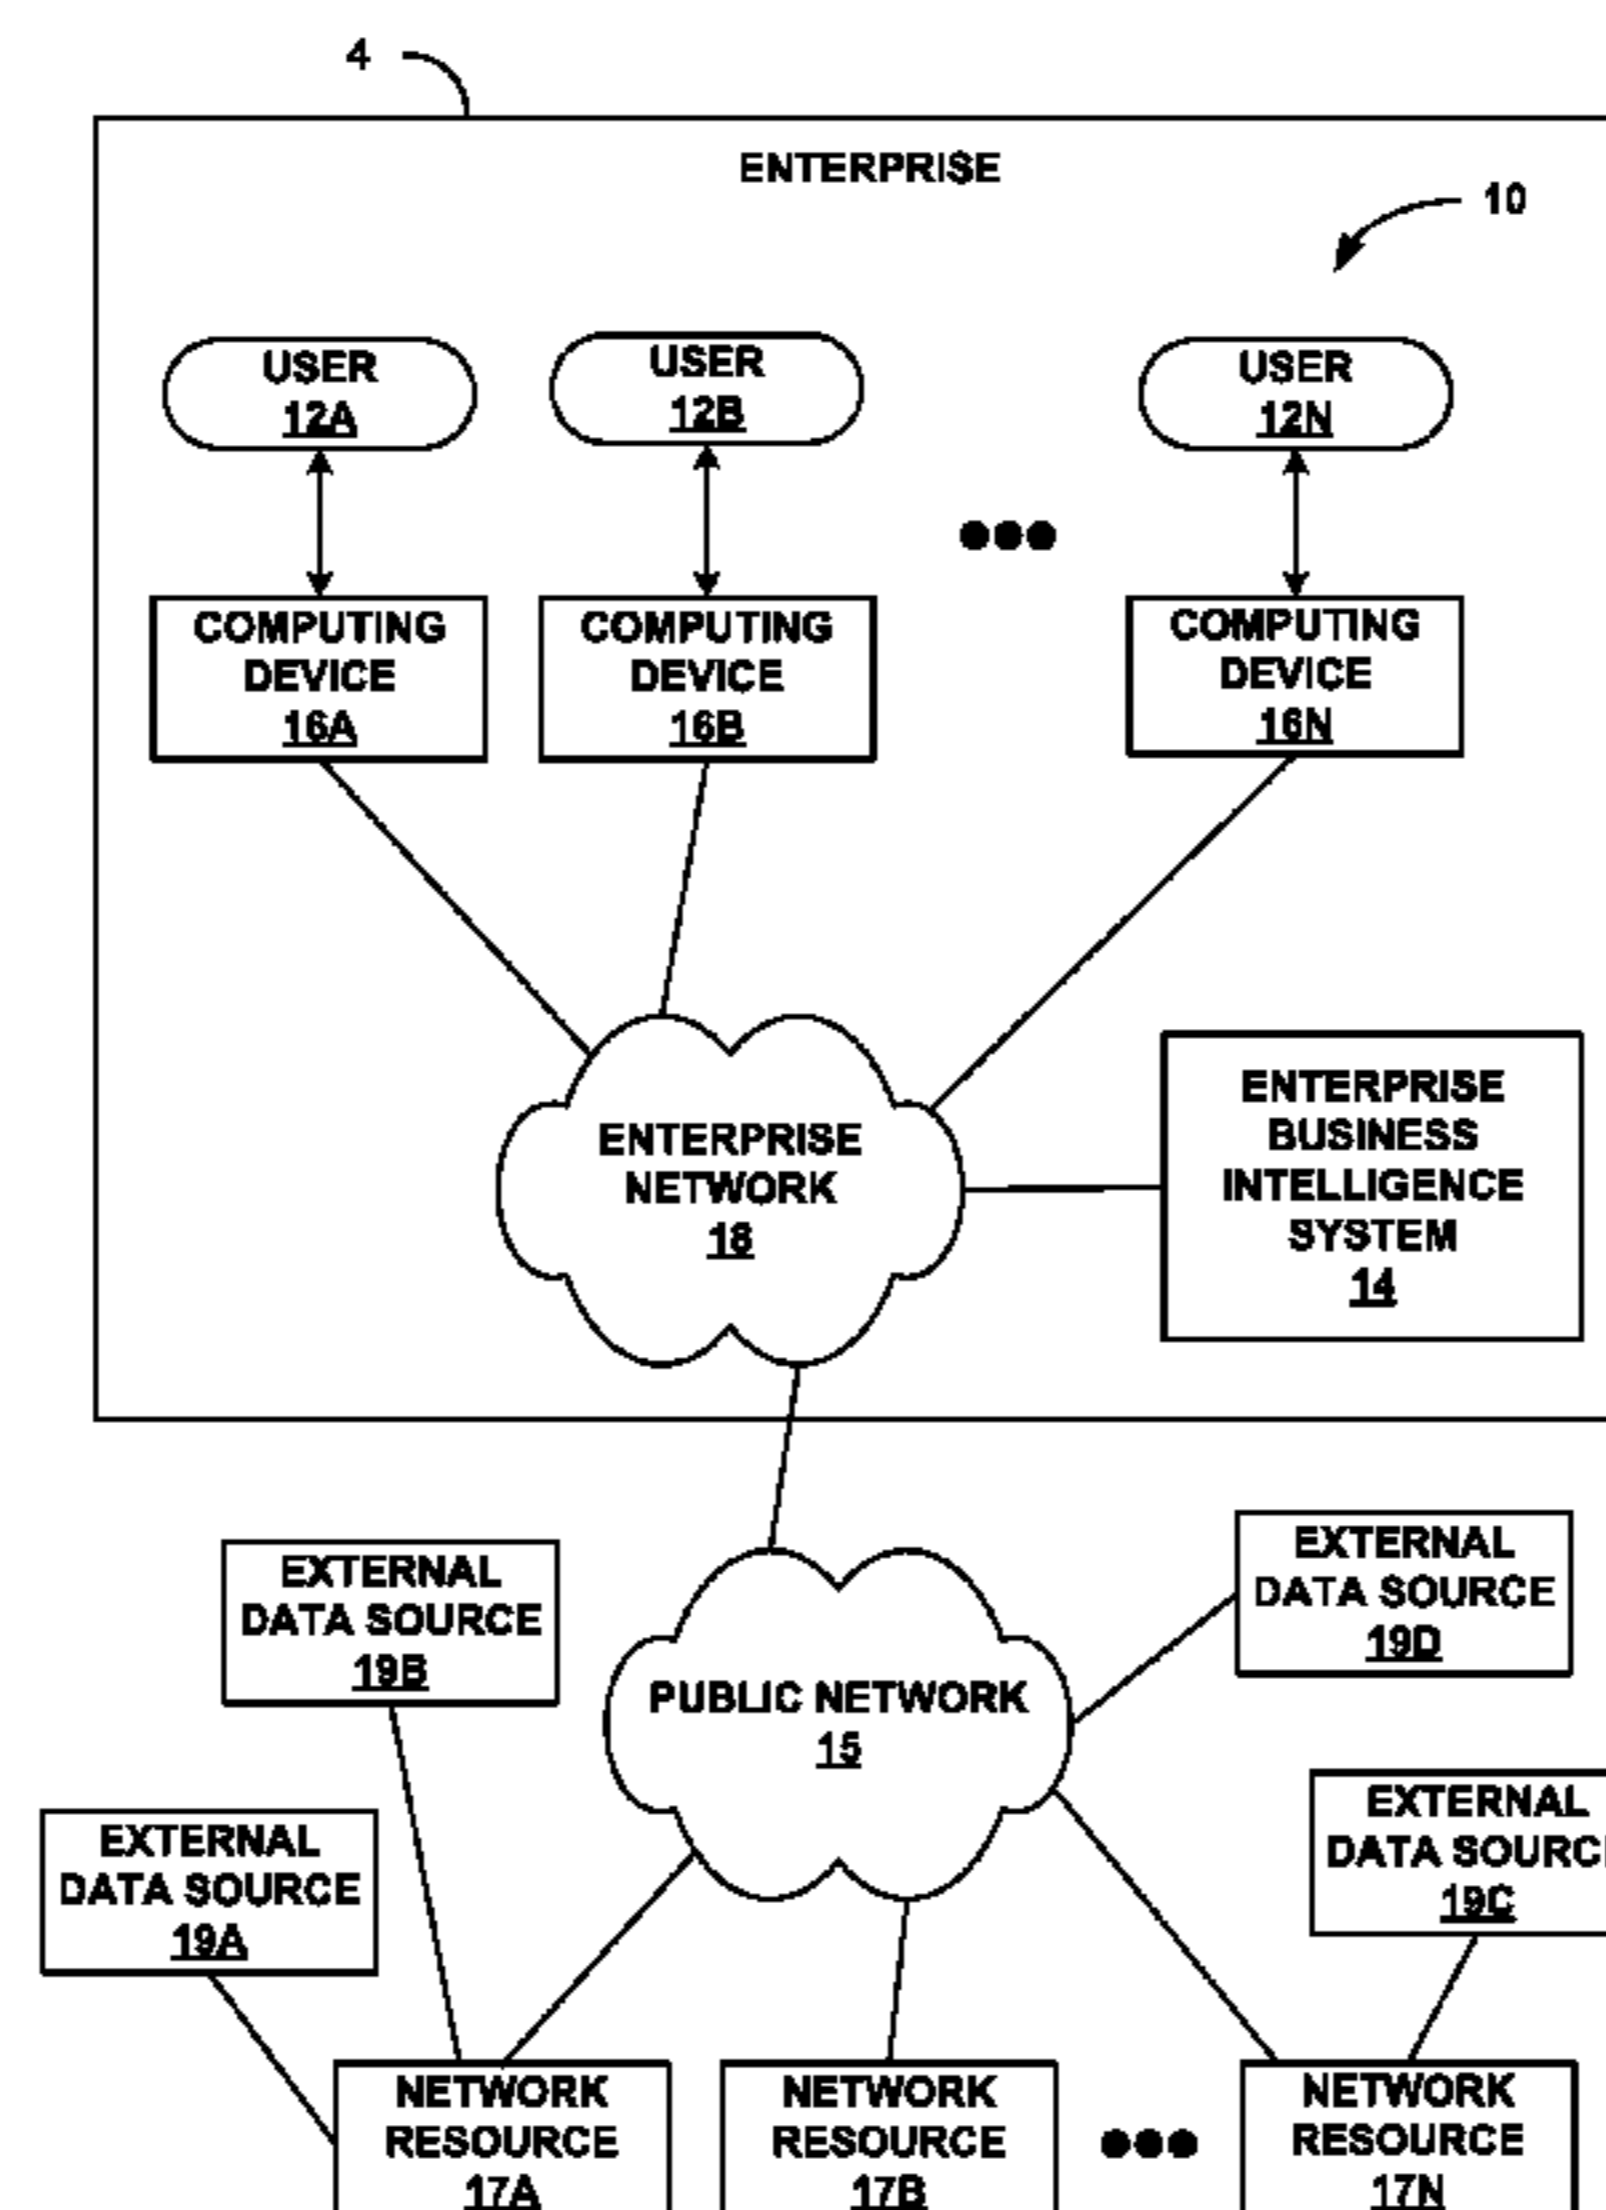 4
ENTERPRISE
10
USER
12A
USER
12B
USER
12N
COMPUTING
DEVICE
16A
COMPUTING
DEVICE
16B
COMPUTING
DEVICE
16N
ENTERPRISE
NETWORK
18
ENTERPRISE
BUSINESS
INTELLIGENCE
SYSTEM
14
EXTERNAL
DATA SOURCE
19B
PUBLIC NETWORK
15
EXTERNAL
DATA SOURCE
19D
EXTERNAL
DATA SOURCE
19A
EXTERNAL
DATA SOURC
19C
NETWORK
RESOURCE
17A
NETWORK
RESOURCE
17B
NETWORK
RESOURCE
17N